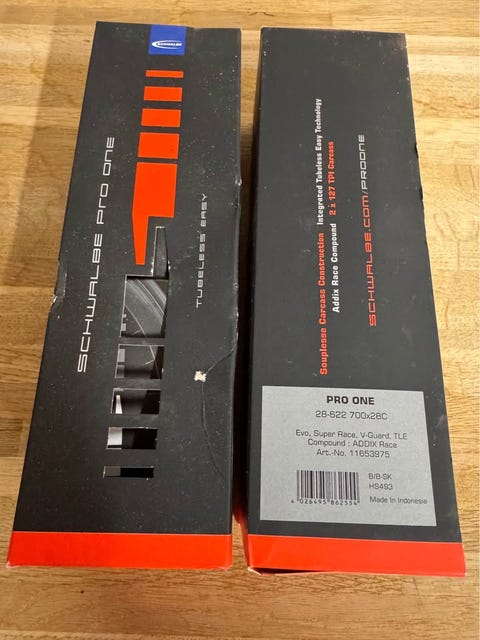 SCHWALBE
SCHWALBE PRO ONE
TUBELESS EASY
Souplesse Carcass Construction Integrated Tubeless Easy Technology
Addix Race Compound 2 x 127 TPI Carcass
SCHWALBE.COM/PROONE
PRO ONE
28-622 700x28C
Evo, Super Race, V-Guard, TLE
Compound : ADDIX Race
Art.-No. 11653975
B/B-SK
HS493
4 026495 862554
Made in Indonesia